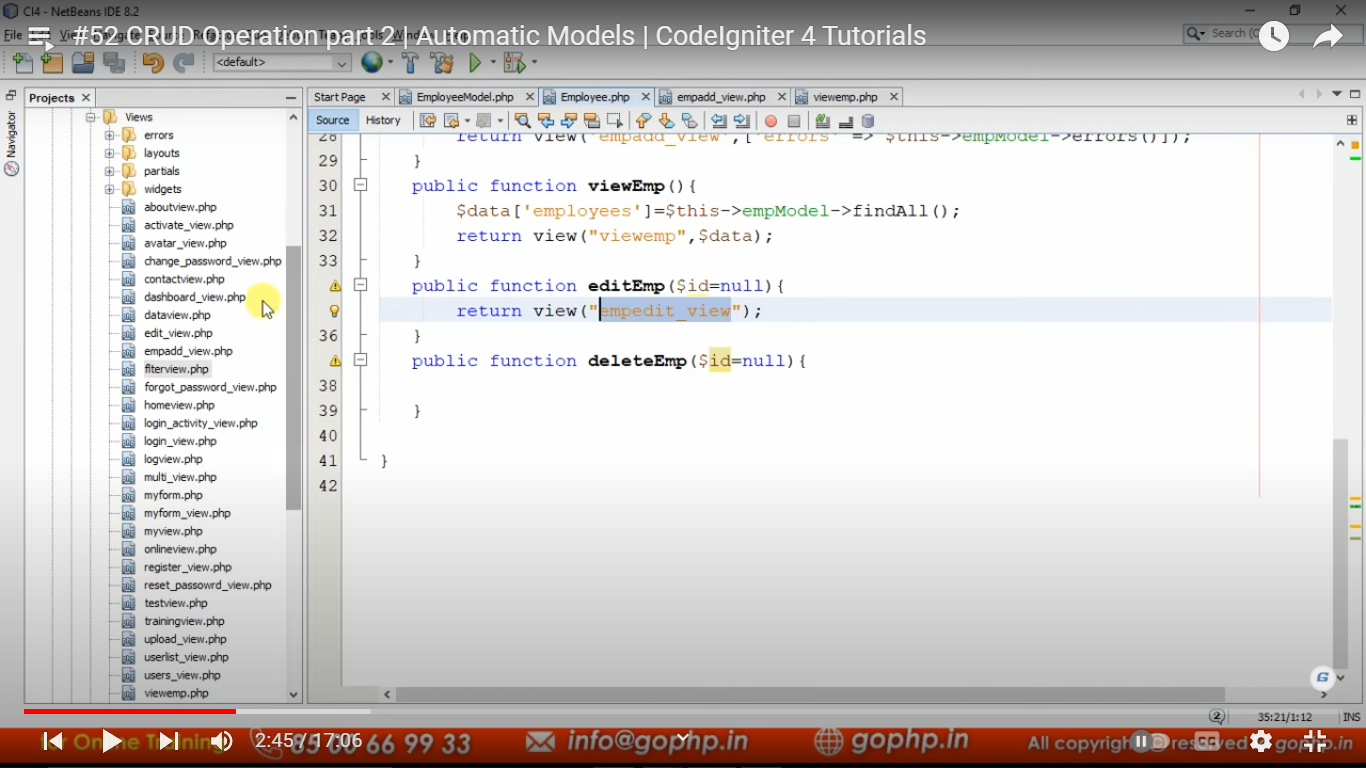 CI4 - NetBeans IDE 8.2
#52 CRUD Operation part 2 | Automatic Models | CodeIgniter 4 Tutorials
File
Search (C
<default>
Projects
Start Page
EmployeeModel.php
Employee.php
empadd_view.php
viewemp.php
Navigator
Source
History
Views
errors
layouts
partials
widgets
aboutview.php
activate_view.php
avatar_view.php
change_password_view.php
contactview.php
dashboard_view.php
dataview.php
edit_view.php
empadd_view.php
flterview.php
forgot_password_view.php
homeview.php
login_activity_view.php
login_view.php
logview.php
multi_view.php
myform.php
myform_view.php
myview.php
onlineview.php
register_view.php
reset_passowrd_view.php
testview.php
trainingview.php
upload_view.php
userlist_view.php
users_view.php
viewemp.php
28 return view("empadd_view",['errors' => $this->empModel->errors()]);
29 }
30 public function viewEmp(){
31 $data['employees']=$this->empModel->findAll();
32 return view("viewemp",$data);
33 }
public function editEmp($id=null){
return view("empedit_view");
36 }
public function deleteEmp($id=null){
38
39 }
40
41 }
42
G
2
35:21/1:12
INS
for Online Training
2:45 / 17:06
85 00 66 99 33
info@gophp.in
gophp.in
All copyright reserved gophp.in
CC